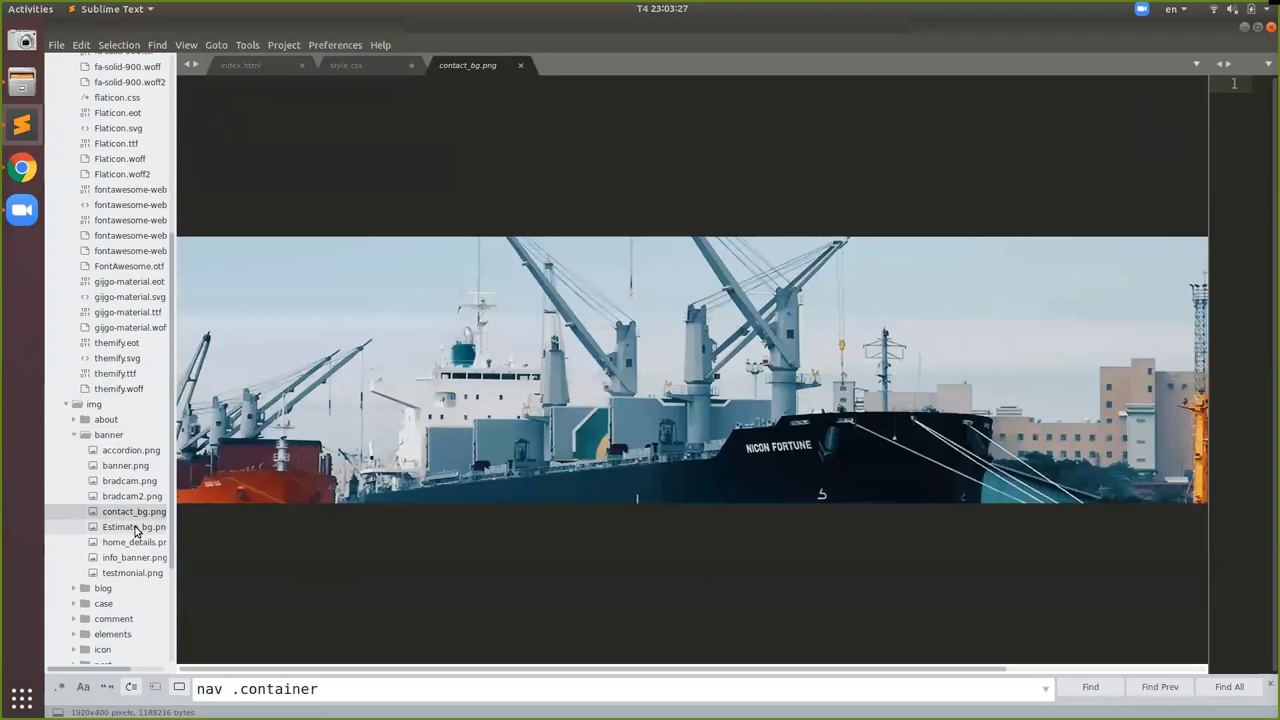 Activities
Sublime Text
T4 23:03:27
en
File Edit Selection Find View Goto Tools Project Preferences Help
index.html
style.css
contact_bg.png
1
fa-solid-900.woff
fa-solid-900.woff2
flaticon.css
Flaticon.eot
Flaticon.svg
Flaticon.ttf
Flaticon.woff
Flaticon.woff2
fontawesome-web
fontawesome-web
fontawesome-web
fontawesome-web
fontawesome-web
FontAwesome.otf
gijgo-material.eot
gijgo-material.svg
gijgo-material.ttf
gijgo-material.wof
themify.eot
themify.svg
themify.ttf
themify.woff
img
about
banner
accordion.png
banner.png
bradcam.png
bradcam2.png
contact_bg.png
Estimate_bg.pn
home_details.pr
info_banner.png
testmonial.png
blog
case
comment
elements
icon
NICON FORTUNE
nav .container
Find
Find Prev
Find All
1920x400 pixels, 1188216 bytes